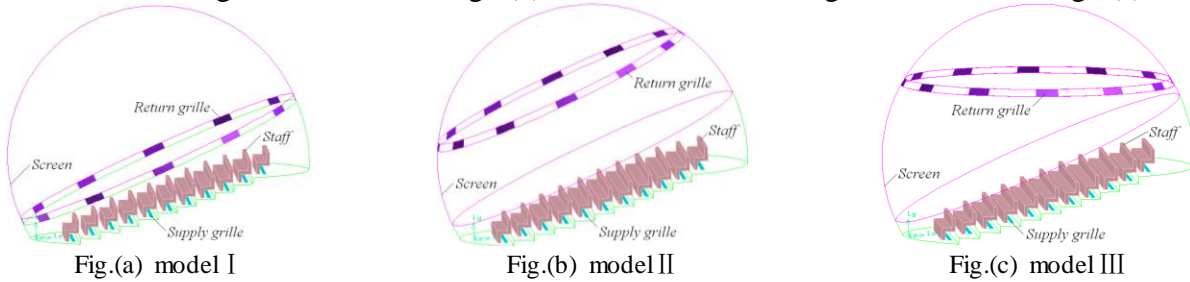 Return grille
Staff
Screen
Supply grille
Fig.(a) model Ⅰ
Return grille
Staff
Screen
Supply grille
Fig.(b) model Ⅱ
Return grille
Staff
Screen
Supply grille
Fig.(c) model Ⅲ